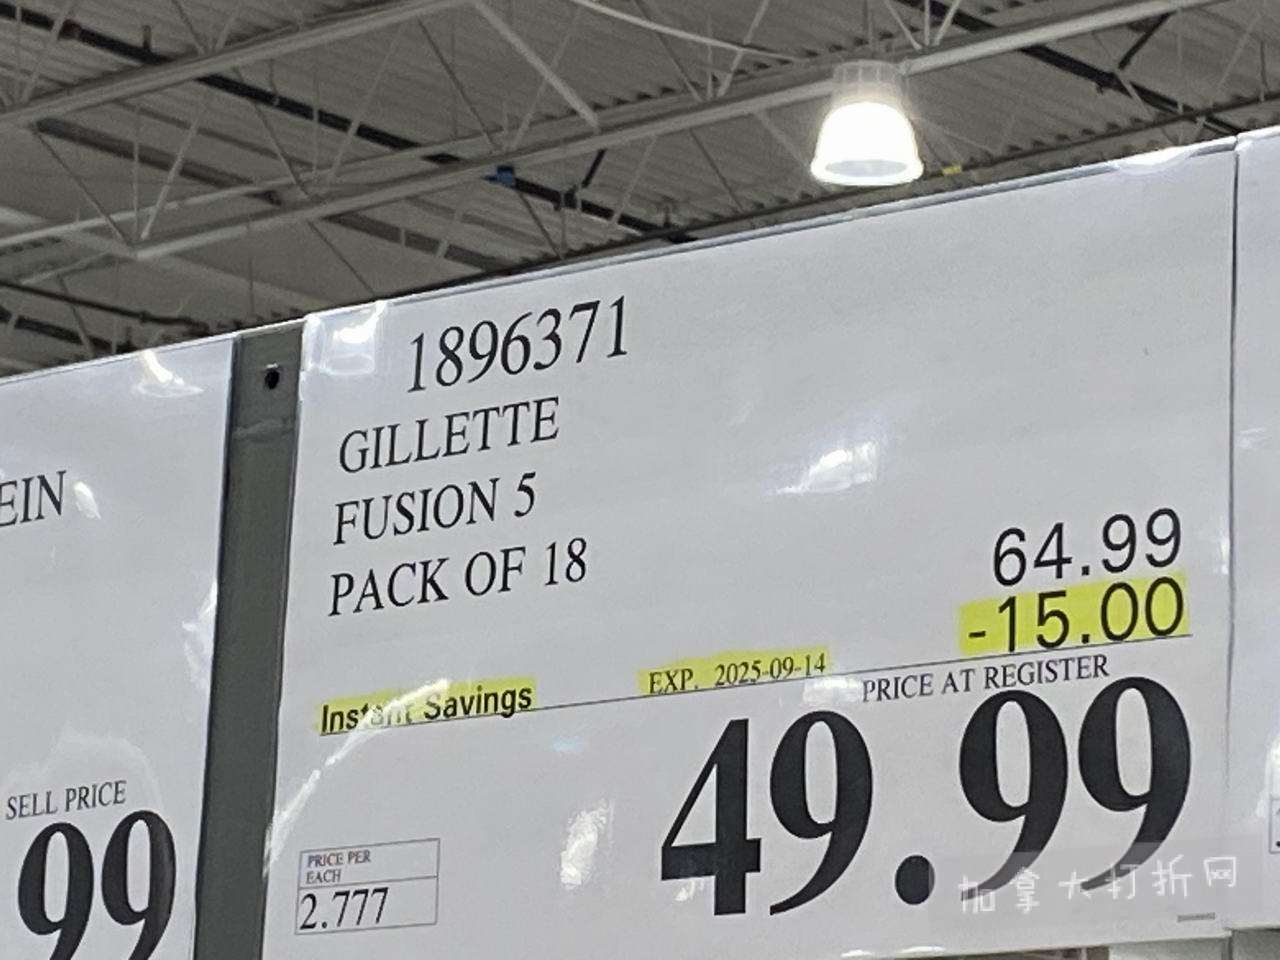 1896371
GILLETTE
FUSION 5
PACK OF 18
64.99
-15.00
Instant Savings
EXP. 2025-09-14
PRICE AT REGISTER
49.99
PRICE PER
EACH
2.777
EIN
SELL PRICE
99
加拿大打折网